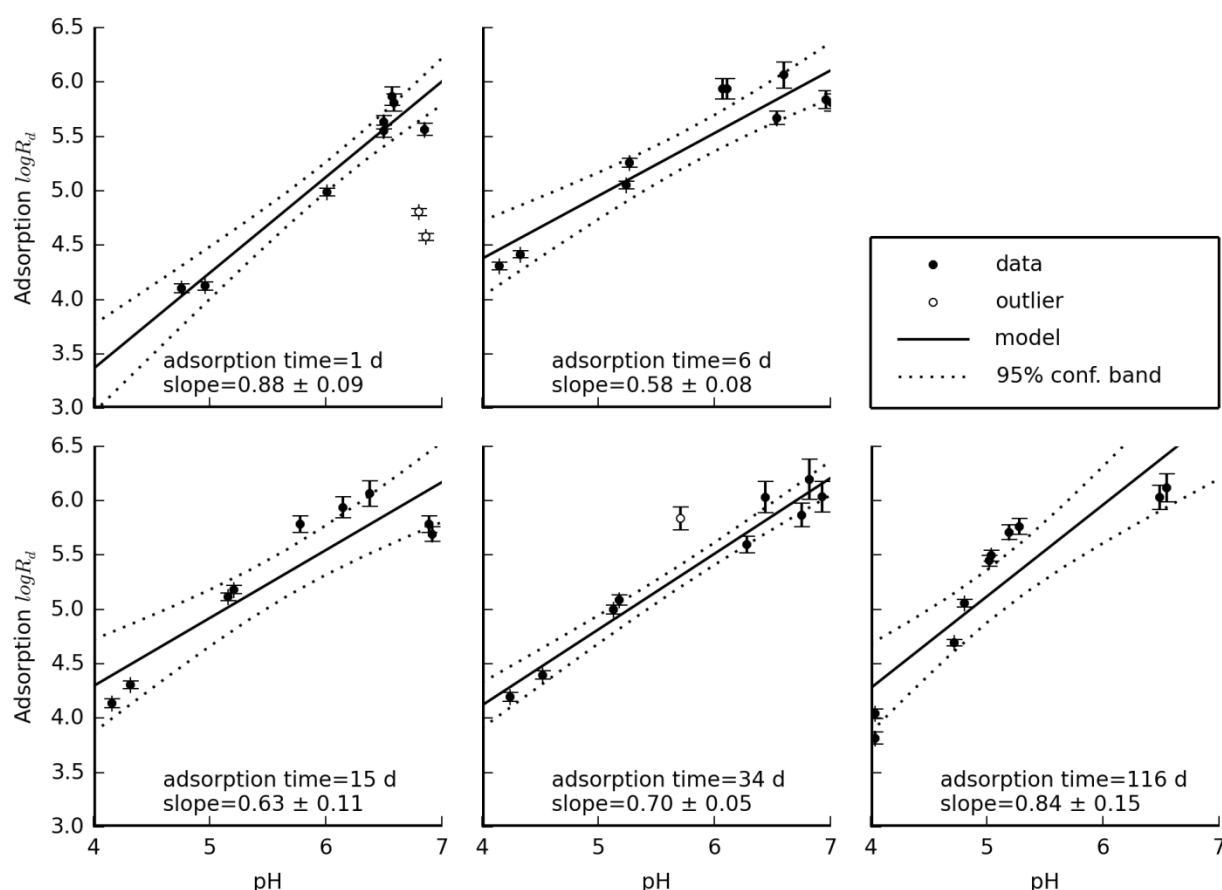 6.5
6.0
5.5
5.0
4.5
4.0
3.5
3.0
Adsorption logR_d
adsorption time=1 d
slope=0.88 ± 0.09
adsorption time=6 d
slope=0.58 ± 0.08
data
outlier
model
95% conf. band
6.5
6.0
5.5
5.0
4.5
4.0
3.5
3.0
Adsorption logR_d
adsorption time=15 d
slope=0.63 ± 0.11
adsorption time=34 d
slope=0.70 ± 0.05
adsorption time=116 d
slope=0.84 ± 0.15
4 5 6 7
4 5 6 7
4 5 6 7
pH
pH
pH